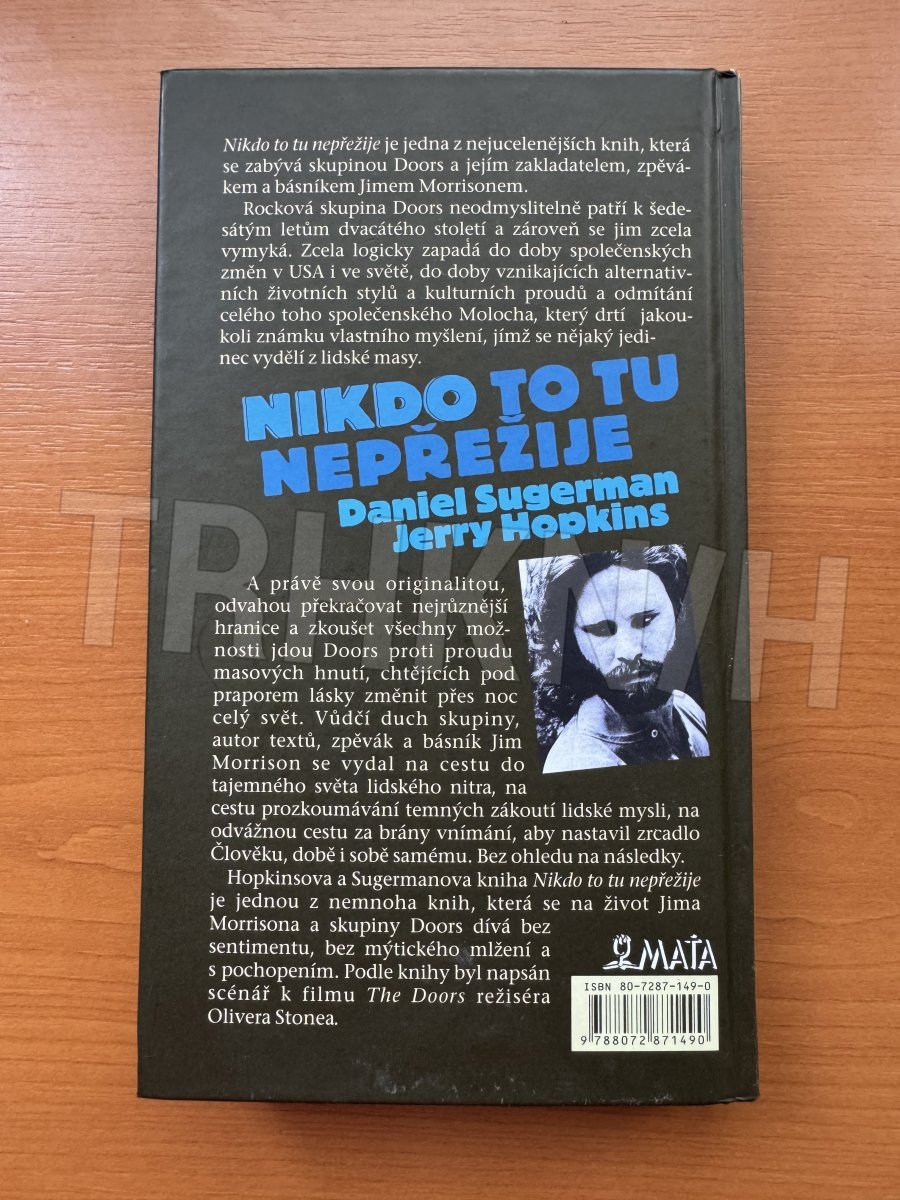 Nikdo to tu nepřežije je jedna z nejucelenějších knih, která
se zabývá skupinou Doors a jejím zakladatelem, zpěvá-
kem a básníkem Jimem Morrisonem.
Rocková skupina Doors neodmyslitelně patří k šede-
sátým letům dvacátého století a zároveň se jim zcela
vymyká. Zcela logicky zapadá do doby společenských
změn v USA i ve světě, do doby vznikajících alternativ-
ních životních stylů a kulturních proudů a odmítání
celého toho společenského Molocha, který drtí jakou-
koli známku vlastního myšlení, jímž se nějaký jedi-
nec vydělí z lidské masy.
NIKDO TO TU
NEPŘEŽIJE
Daniel Sugerman
Jerry Hopkins
A právě svou originalitou,
odvahou překračovat nejrůznější
hranice a zkoušet všechny mož-
nosti jdou Doors proti proudu
masových hnutí, chtějících pod
praporem lásky změnit přes noc
celý svět. Vůdčí duch skupiny,
autor textů, zpěvák a básník Jim
Morrison se vydal na cestu do
tajemného světa lidského nitra, na
cestu prozkoumávání temných zákoutí lidské mysli, na
odvážnou cestu za brány vnímání, aby nastavil zrcadlo
Člověku, době i sobě samému. Bez ohledu na následky.
Hopkinsova a Sugermanova kniha Nikdo to tu nepřežije
je jednou z nemnoha knih, která se na život Jima
Morrisona a skupiny Doors dívá bez
sentimentu, bez mýtického mlžení a
s pochopením. Podle knihy byl napsán
scénář k filmu The Doors režiséra
Olivera Stonea.
MAŤA
ISBN 80-7287-149-0
9 788072 871490